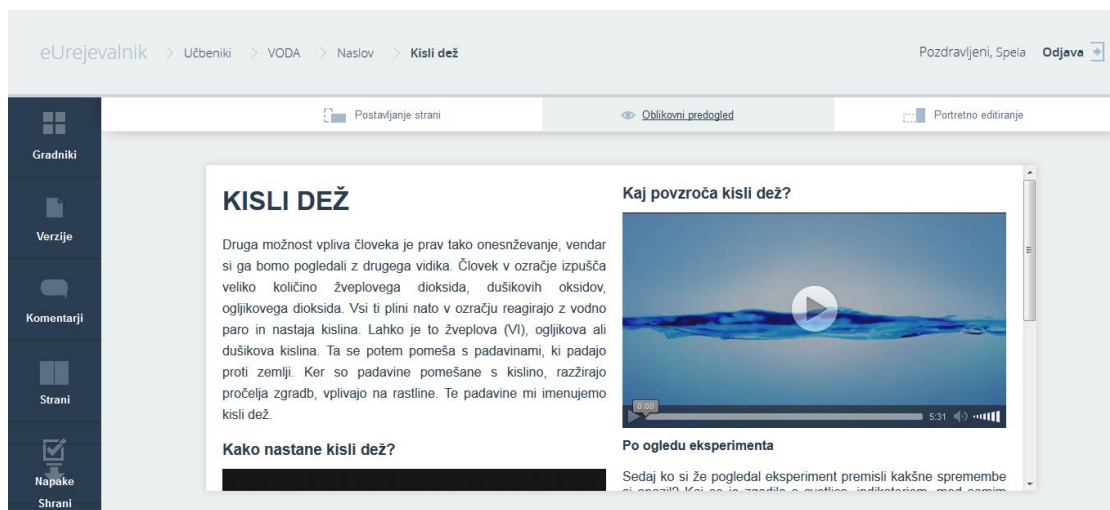 eUrejevalnik > Učbeniki > VODA > Naslov > Kisli dež
Pozdravljeni, Spela Odjava
Postavljanje strani
Oblikovni predogled
Portretno editiranje
Gradniki
Verzije
Komentarji
Strani
Napake
Shrani
KISLI DEŽ
Druga možnost vpliva človeka je prav tako onesnževanje, vendar
si ga bomo pogledali z drugega vidika. Človek v ozračje izpušča
veliko količino žveplovega dioksida, dušikovih oksidov,
ogljikovega dioksida. Vsi ti plini nato v ozračju reagirajo z vodno
paro in nastaja kislina. Lahko je to žveplova (VI), ogljikova ali
dušikova kislina. Ta se potem pomeša s padavinami, ki padajo
proti zemlji. Ker so padavine pomešane s kislino, razžirajo
pročelja zgradb, vplivajo na rastline. Te padavine mi imenujemo
kisli dež.
Kako nastane kisli dež?
Kaj povzroča kisli dež?
0:00
5:31
Po ogledu eksperimenta
Sedaj ko si že pogledal eksperiment premisli kakšne spremembe